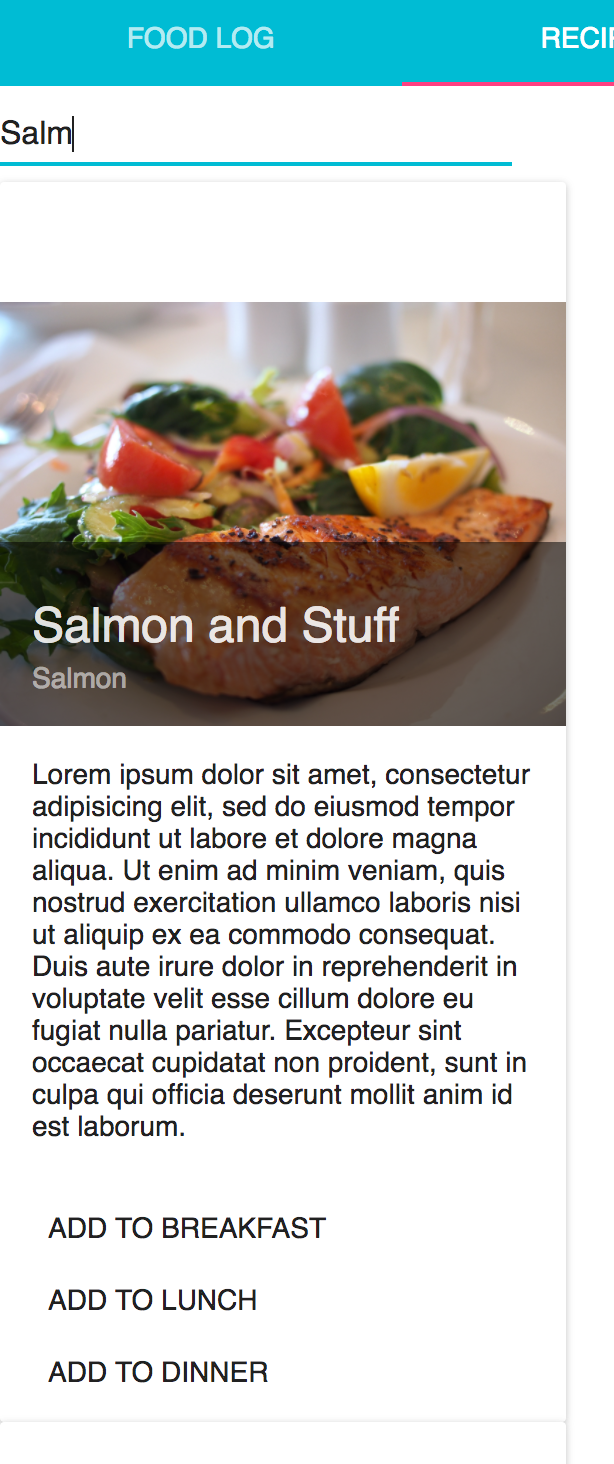 FOOD LOG
Salm
Salmon and Stuff
Salmon
Lorem ipsum dolor sit amet, consectetur
adipisicing elit, sed do eiusmod tempor
incididunt ut labore et dolore magna
aliqua. Ut enim ad minim veniam, quis
nostrud exercitation ullamco laboris nisi
ut aliquip ex ea commodo consequat.
Duis aute irure dolor in reprehenderit in
voluptate velit esse cillum dolore eu
fugiat nulla pariatur. Excepteur sint
occaecat cupidatat non proident, sunt in
culpa qui officia deserunt mollit anim id
est laborum.
ADD TO BREAKFAST
ADD TO LUNCH
ADD TO DINNER